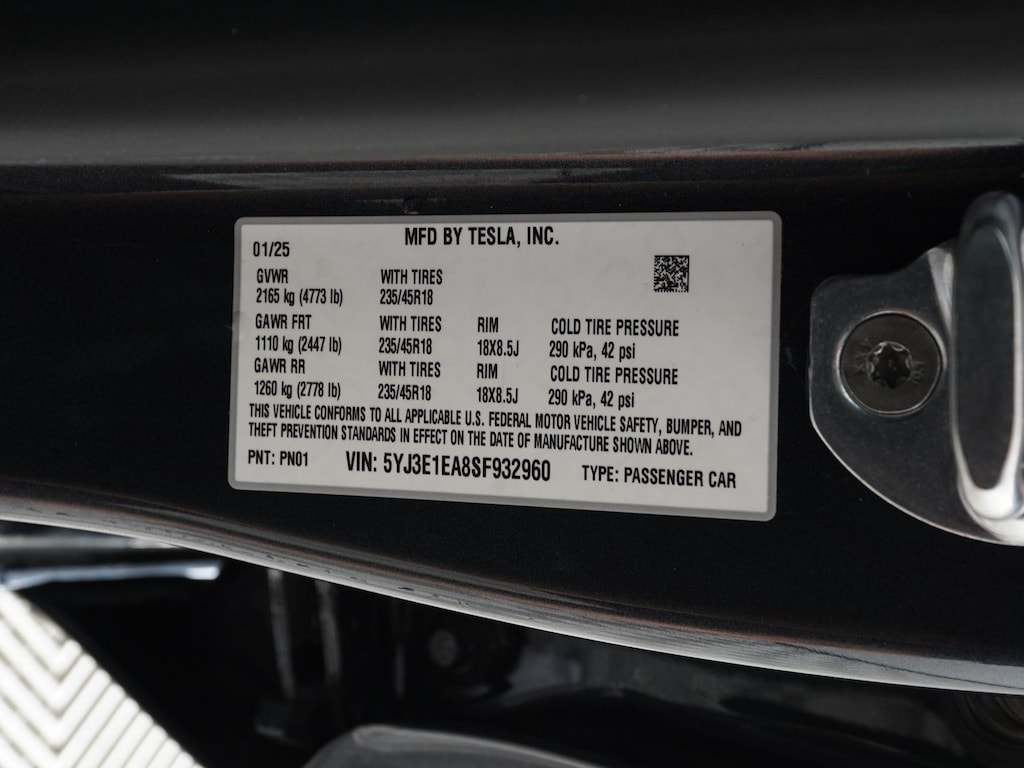 MFD BY TESLA, INC.
01/25
GVWR WITH TIRES
2165 kg (4773 lb) 235/45R18
GAWR FRT WITH TIRES RIM COLD TIRE PRESSURE
1110 kg (2447 lb) 235/45R18 18X8.5J 290 kPa, 42 psi
GAWR RR WITH TIRES RIM COLD TIRE PRESSURE
1260 kg (2778 lb) 235/45R18 18X8.5J 290 kPa, 42 psi
THIS VEHICLE CONFORMS TO ALL APPLICABLE U.S. FEDERAL MOTOR VEHICLE SAFETY, BUMPER, AND
THEFT PREVENTION STANDARDS IN EFFECT ON THE DATE OF MANUFACTURE SHOWN ABOVE.
PNT: PN01 VIN: 5YJ3E1EA8SF932960 TYPE: PASSENGER CAR